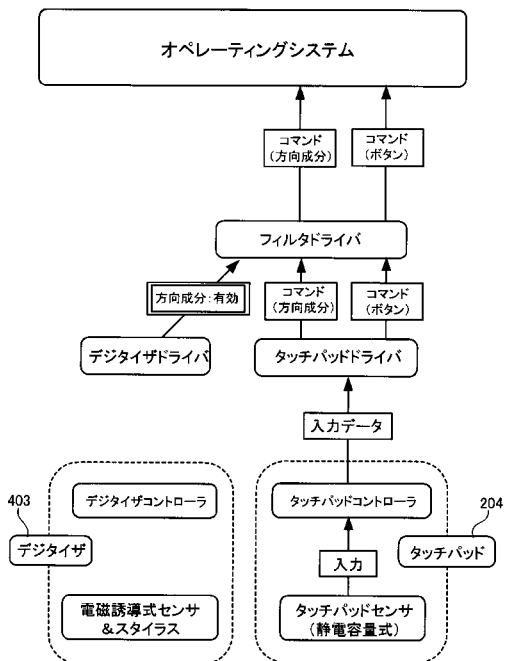 オペレーティングシステム
コマンド
(方向成分)
コマンド
(ボタン)
フィルタドライバ
方向成分:有効
コマンド
(方向成分)
コマンド
(ボタン)
デジタイザドライバ
タッチパッドドライバ
入力データ
403
デジタイザコントローラ
デジタイザ
電磁誘導式センサ
&スタイラス
タッチパッドコントローラ
204
タッチパッド
入力
タッチパッドセンサ
(静電容量式)